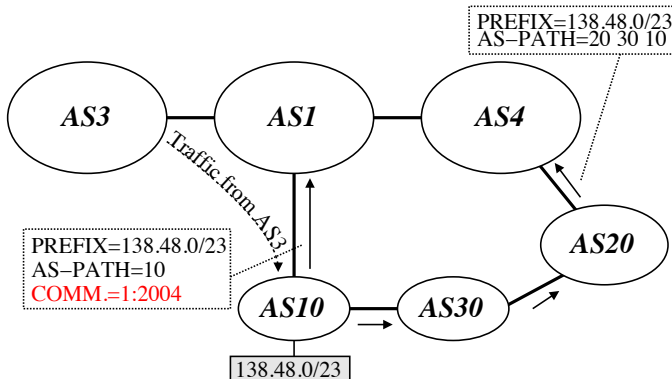 PREFIX=138.48.0/23
AS−PATH=20 30 10
AS3
AS1
AS4
Traffic from AS3
PREFIX=138.48.0/23
AS−PATH=10
COMM.=1:2004
AS20
AS10
AS30
138.48.0/23